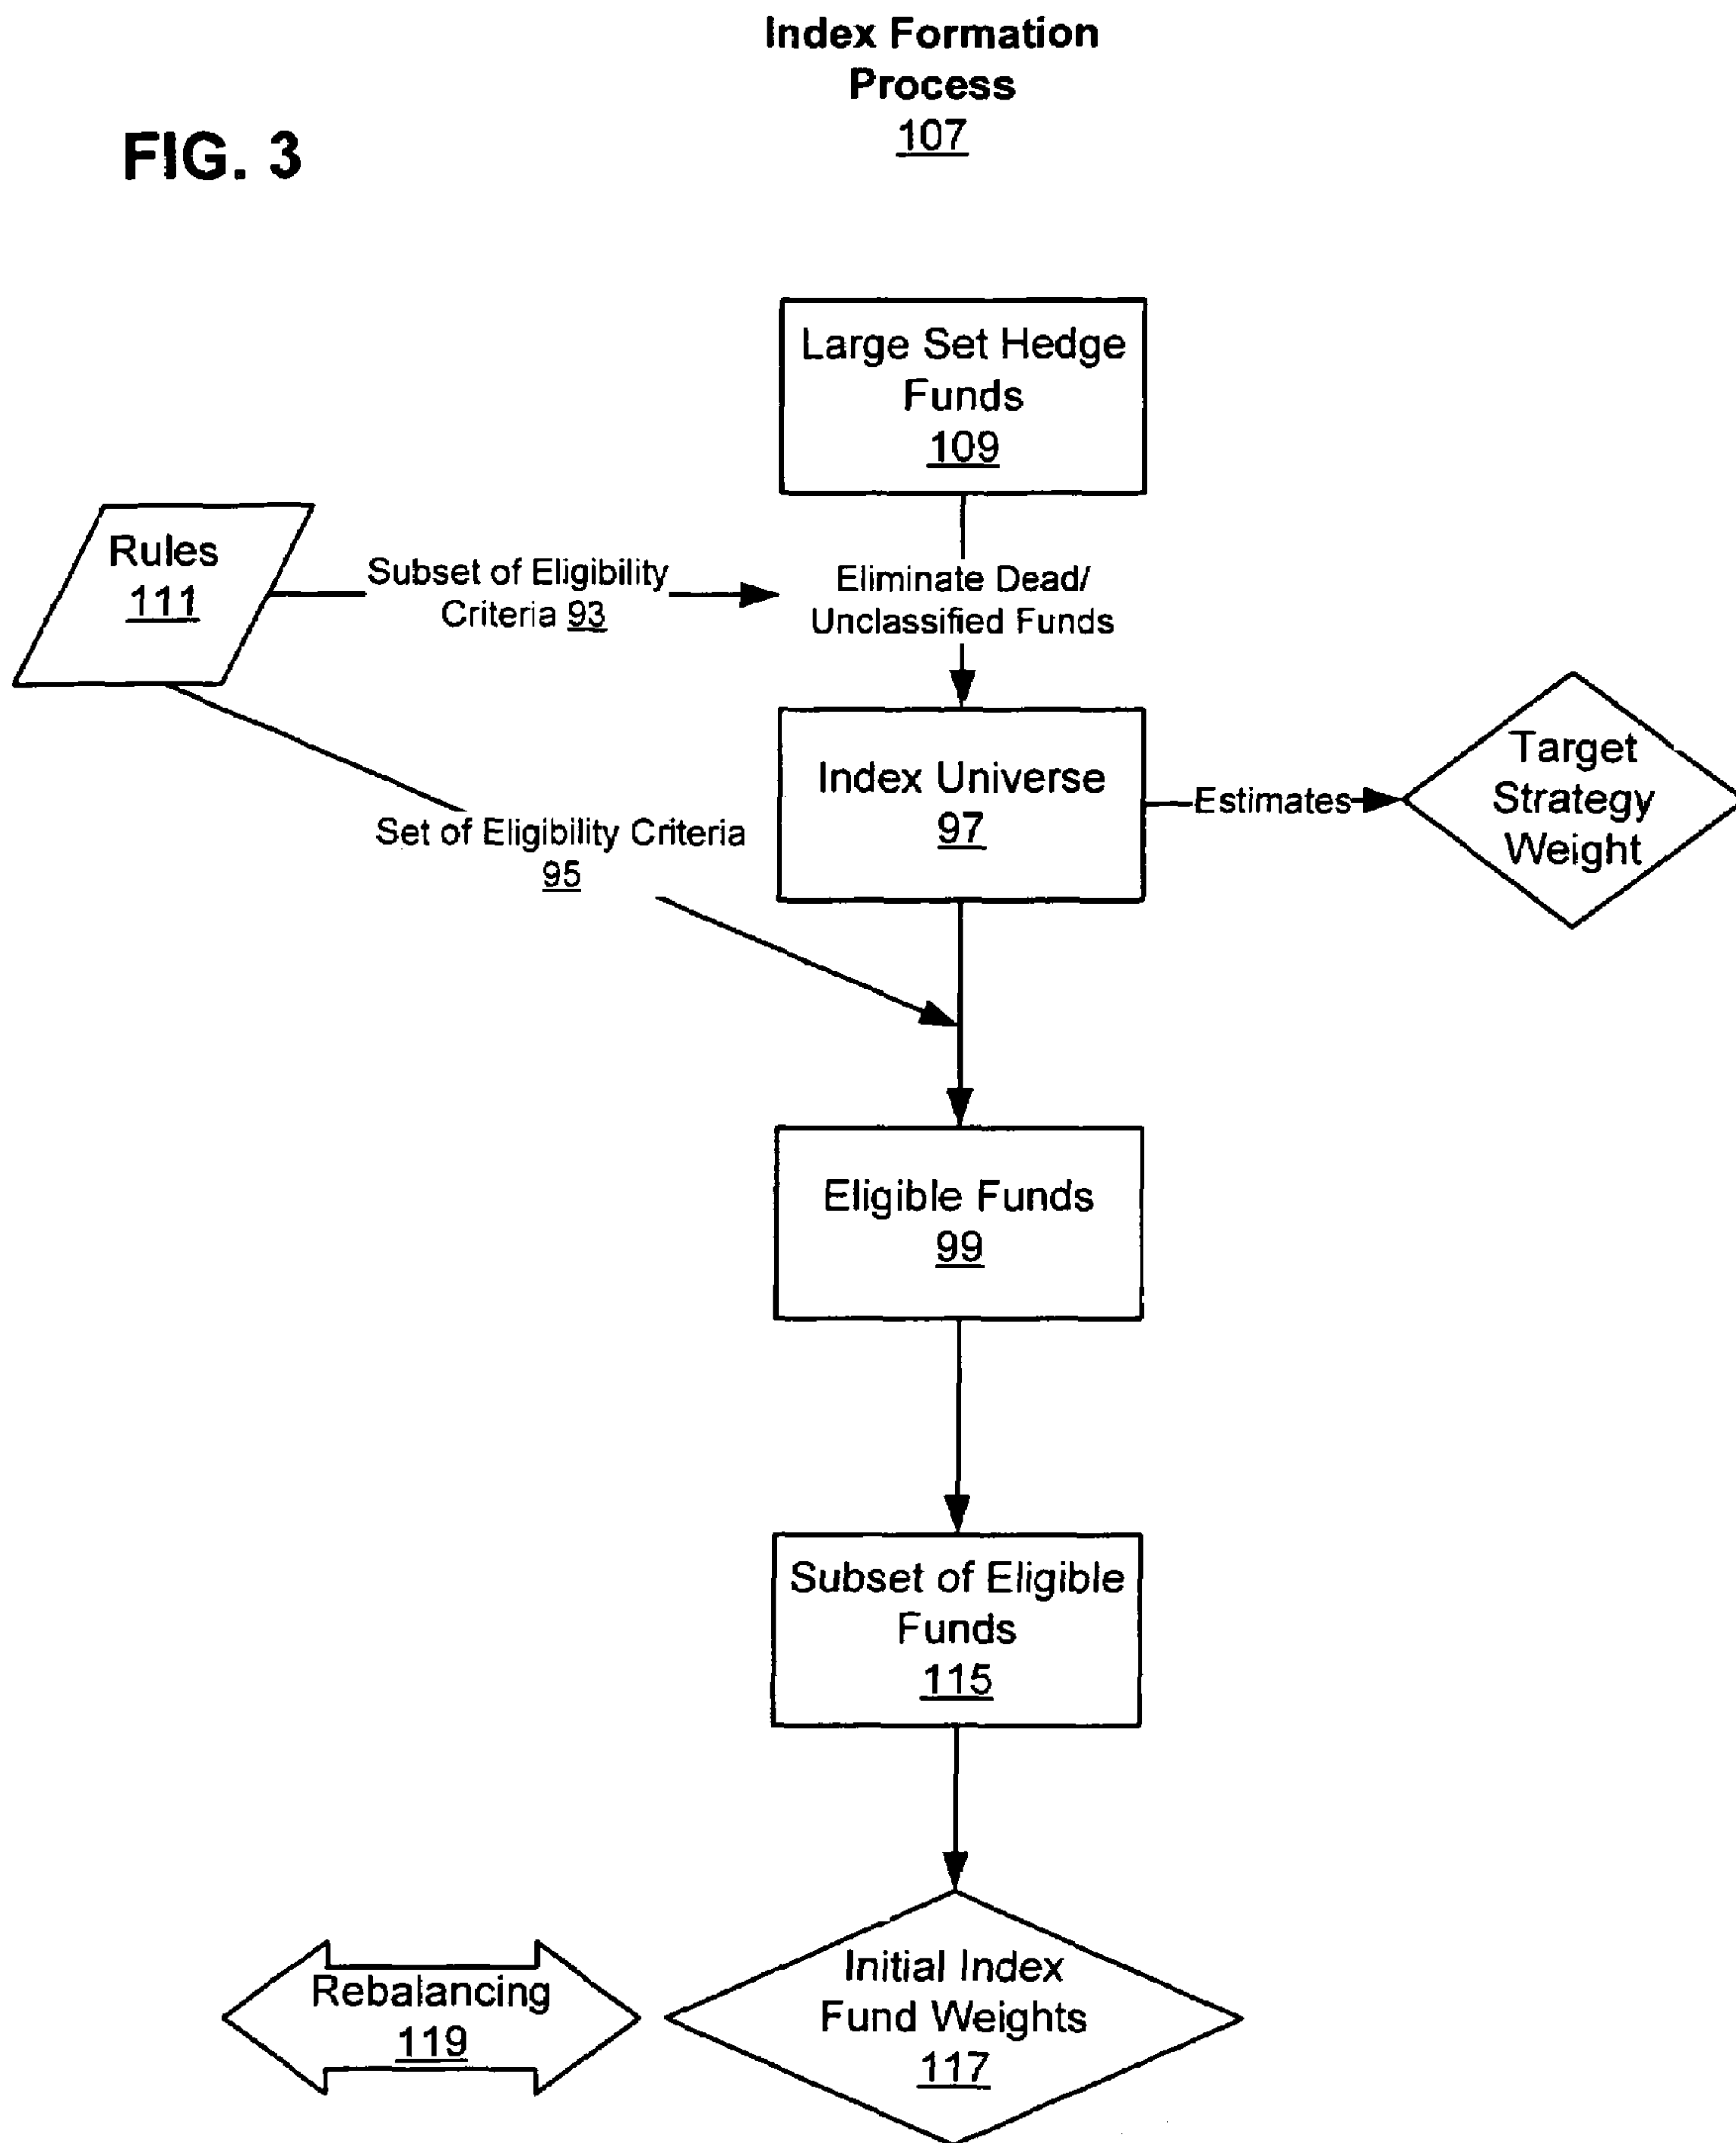 Index Formation
Process
107
FIG. 3
Large Set Hedge
Funds
109
Rules
111
Subset of Eligibility
Criteria 93
Eliminate Dead/
Unclassified Funds
Index Universe
97
Estimates
Target
Strategy
Weight
Set of Eligibility Criteria
95
Eligible Funds
99
Subset of Eligible
Funds
115
Initial Index
Fund Weights
117
Rebalancing
119